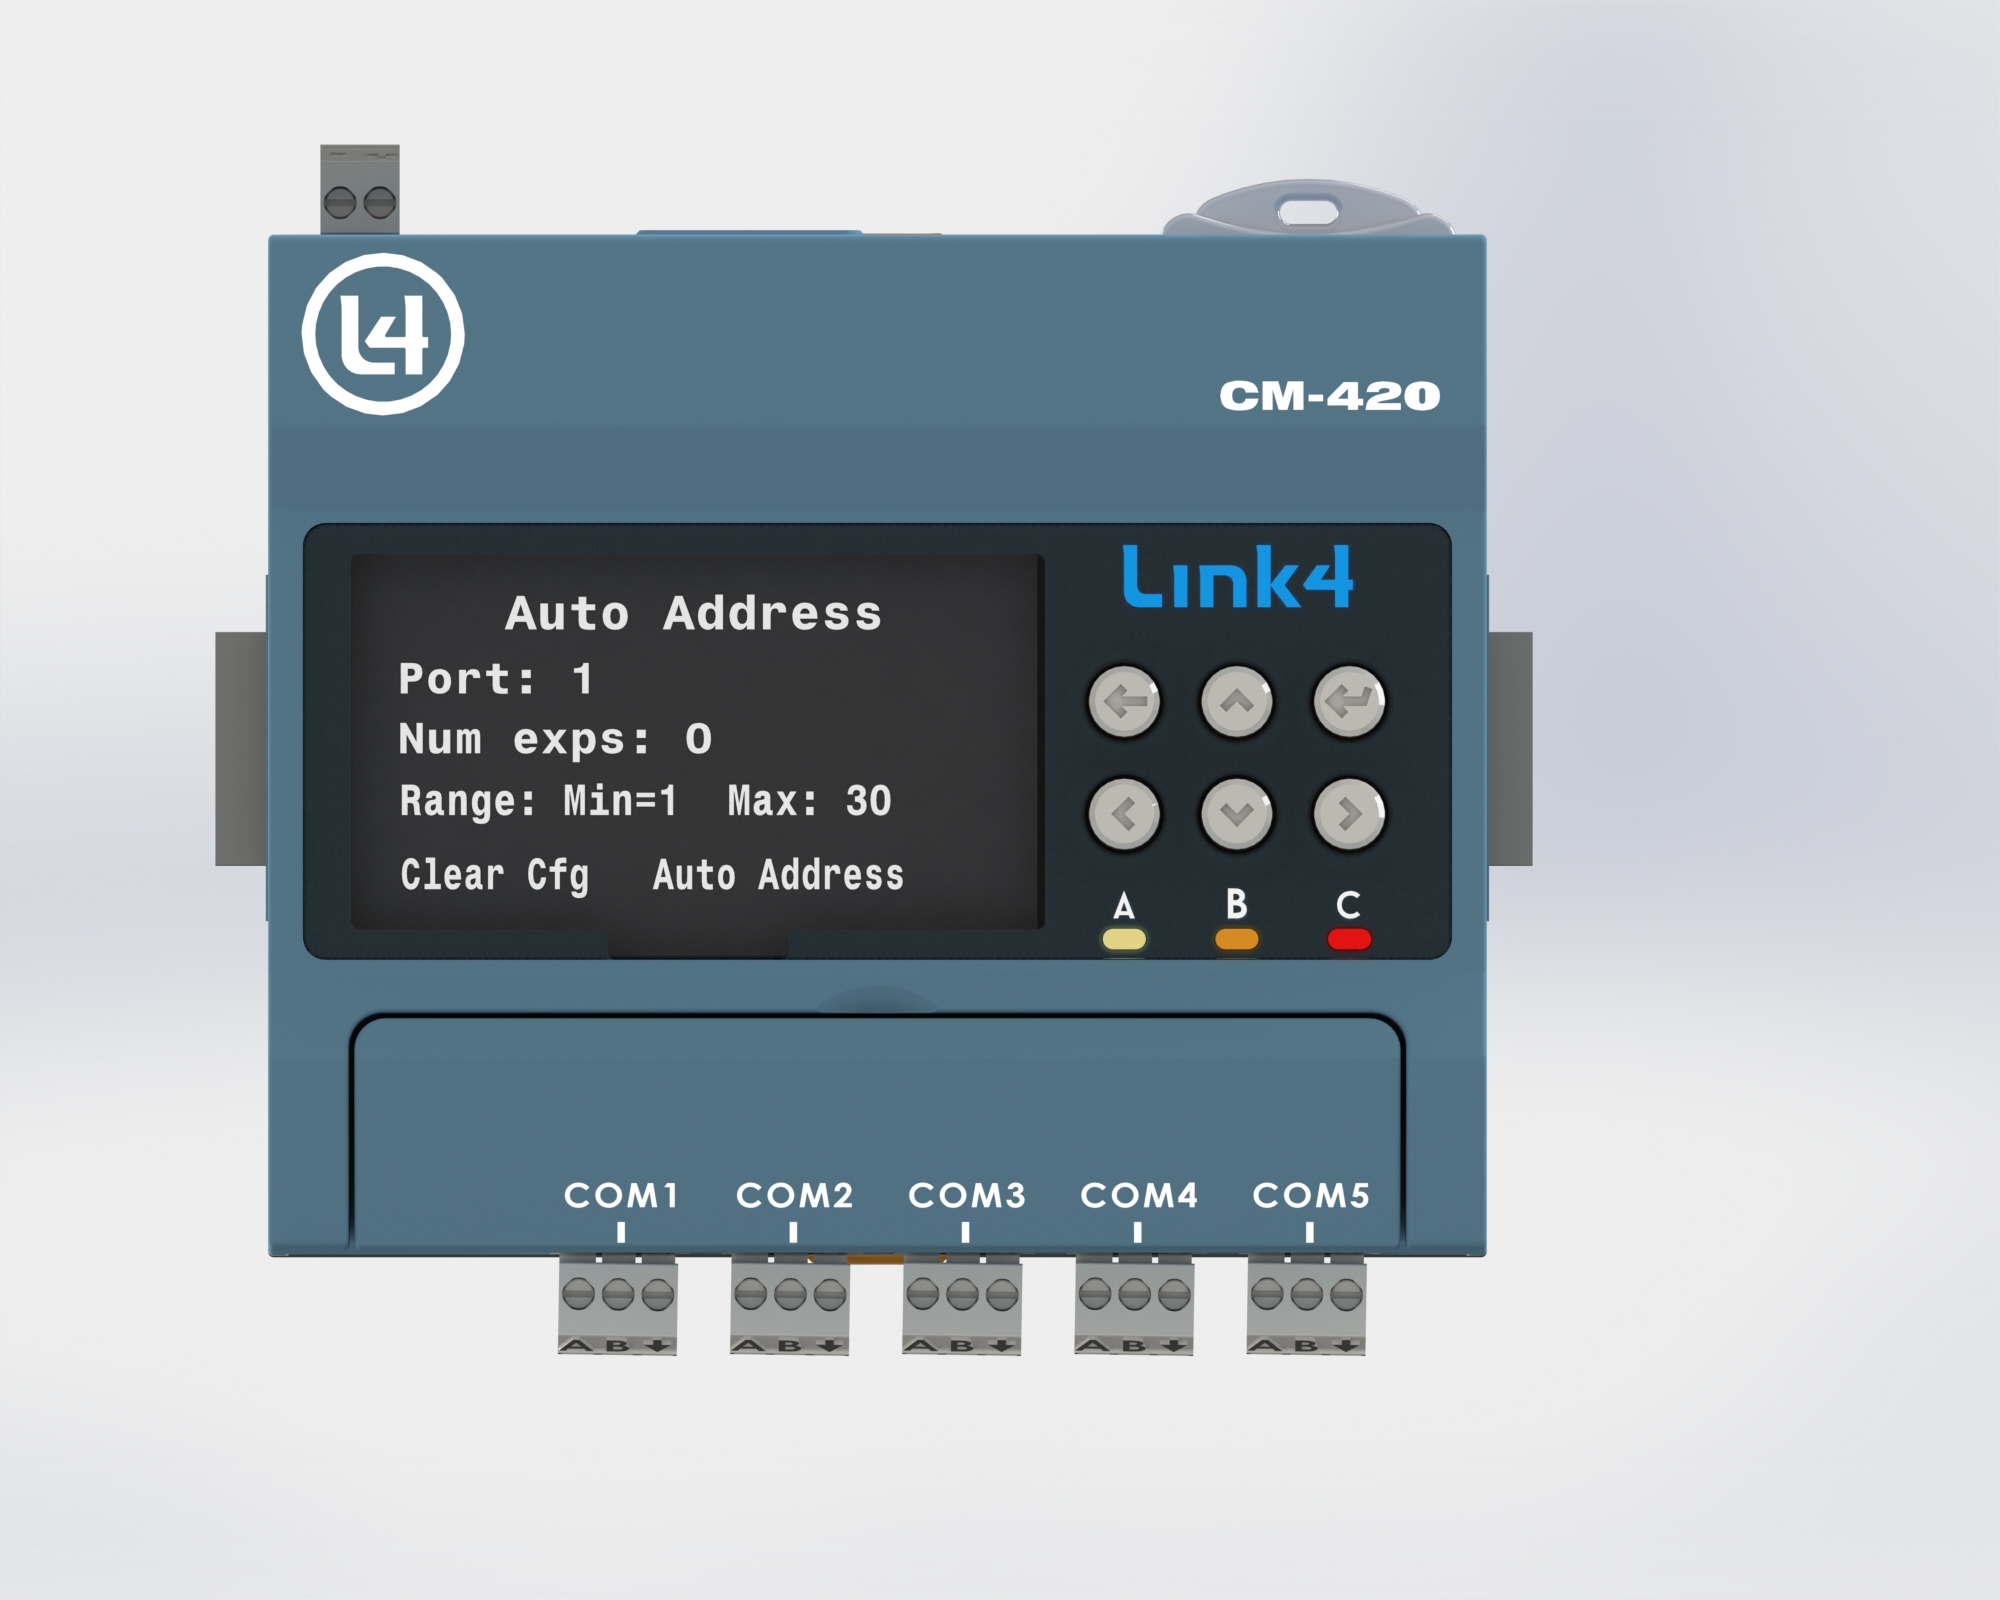 L4
CM-420
Link4
Auto Address
Port: 1
Num exps: 0
Range: Min=1 Max: 30
Clear Cfg Auto Address
A B C
COM1 COM2 COM3 COM4 COM5
A B A B A B A B A B